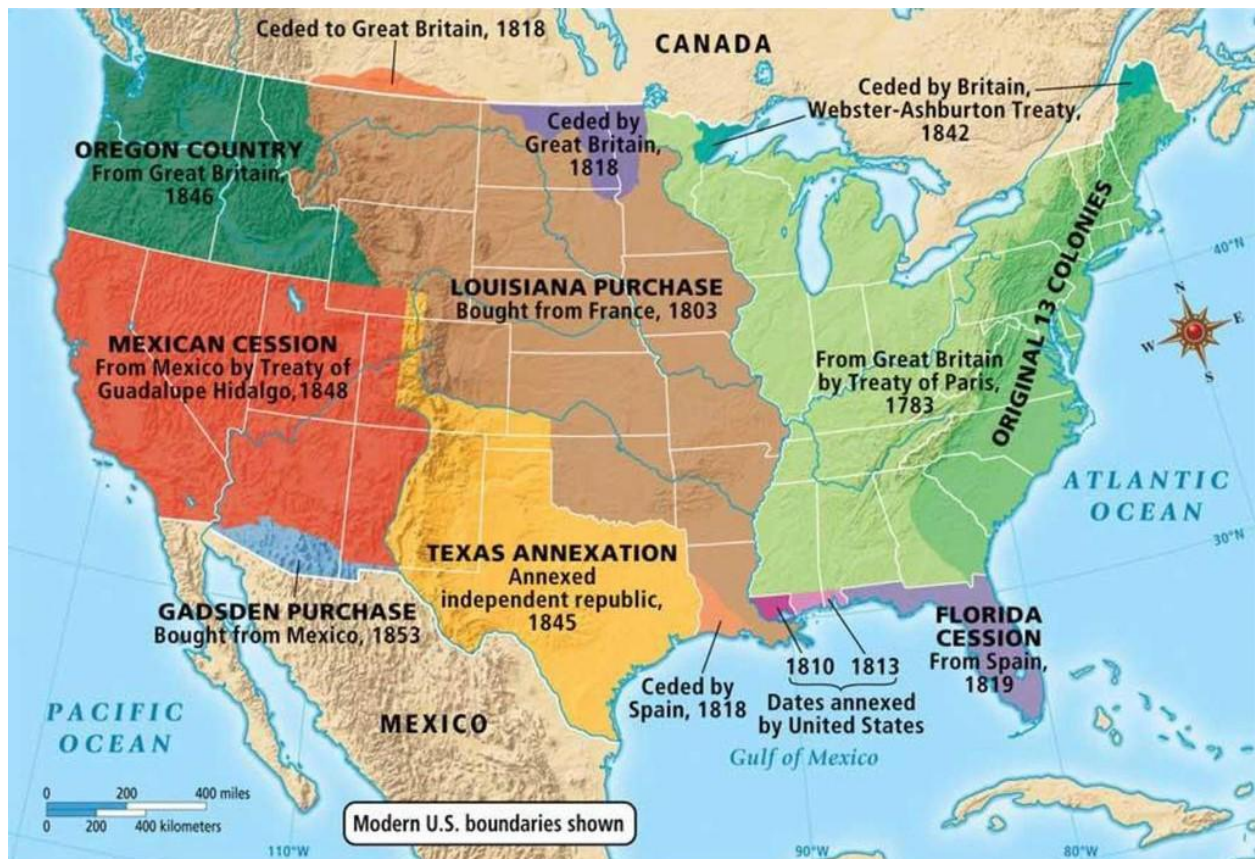 Ceded to Great Britain, 1818
CANADA
Ceded by Britain,
Webster-Ashburton Treaty,
1842
OREGON COUNTRY
From Great Britain,
1846
Ceded by
Great Britain,
1818
ORIGINAL 13 COLONIES
40°N
N
E
W
S
LOUISIANA PURCHASE
Bought from France, 1803
MEXICAN CESSION
From Mexico by Treaty of
Guadalupe Hidalgo, 1848
From Great Britain
by Treaty of Paris,
1783
ATLANTIC
OCEAN
30°N
TEXAS ANNEXATION
Annexed
independent republic,
1845
GADSDEN PURCHASE
Bought from Mexico, 1853
FLORIDA
CESSION
From Spain,
1819
1810 1813
Dates annexed
by United States
Ceded by
Spain, 1818
PACIFIC
OCEAN
MEXICO
Gulf of Mexico
0 200 400 miles
0 200 400 kilometers
Modern U.S. boundaries shown
110°W
90°W
80°W